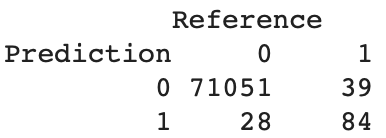 Reference
Prediction 0 1
0 71051 39
1 28 84